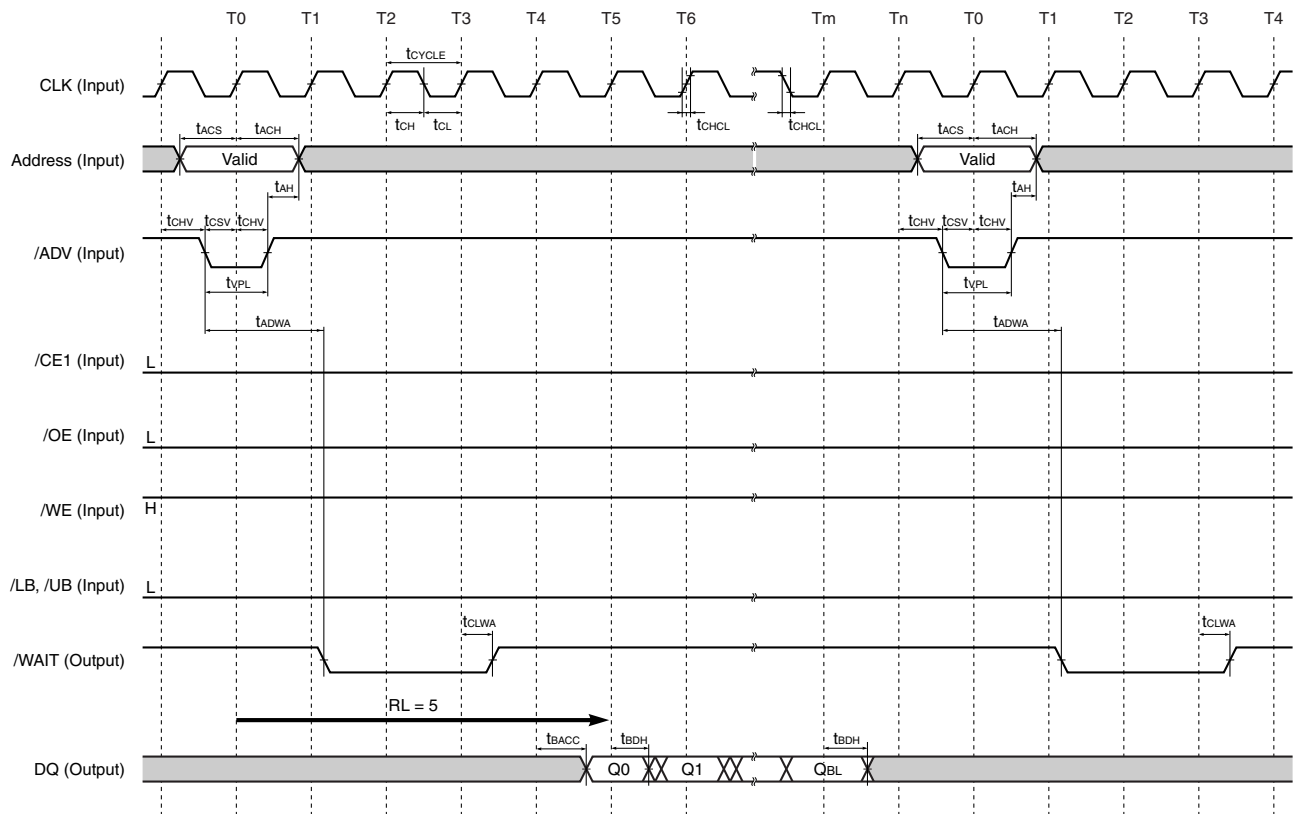 T0 T1 T2 T3 T4 T5 T6 Tm Tn T0 T1 T2 T3 T4
tCYCLE
CLK (Input)
tCH tCL tCHCL tCHCL
tACS tACH tACS tACH
Address (Input) Valid Valid
tAH tAH
tCHV tCSV tCHV tCHV tCSV tCHV
/ADV (Input)
tVPL tVPL
tADWA tADWA
/CE1 (Input) L
/OE (Input) L
/WE (Input) H
/LB, /UB (Input) L
tCLWA tCLWA
/WAIT (Output)
RL = 5
tBACC tBDH tBDH
DQ (Output) Q0 Q1 QBL